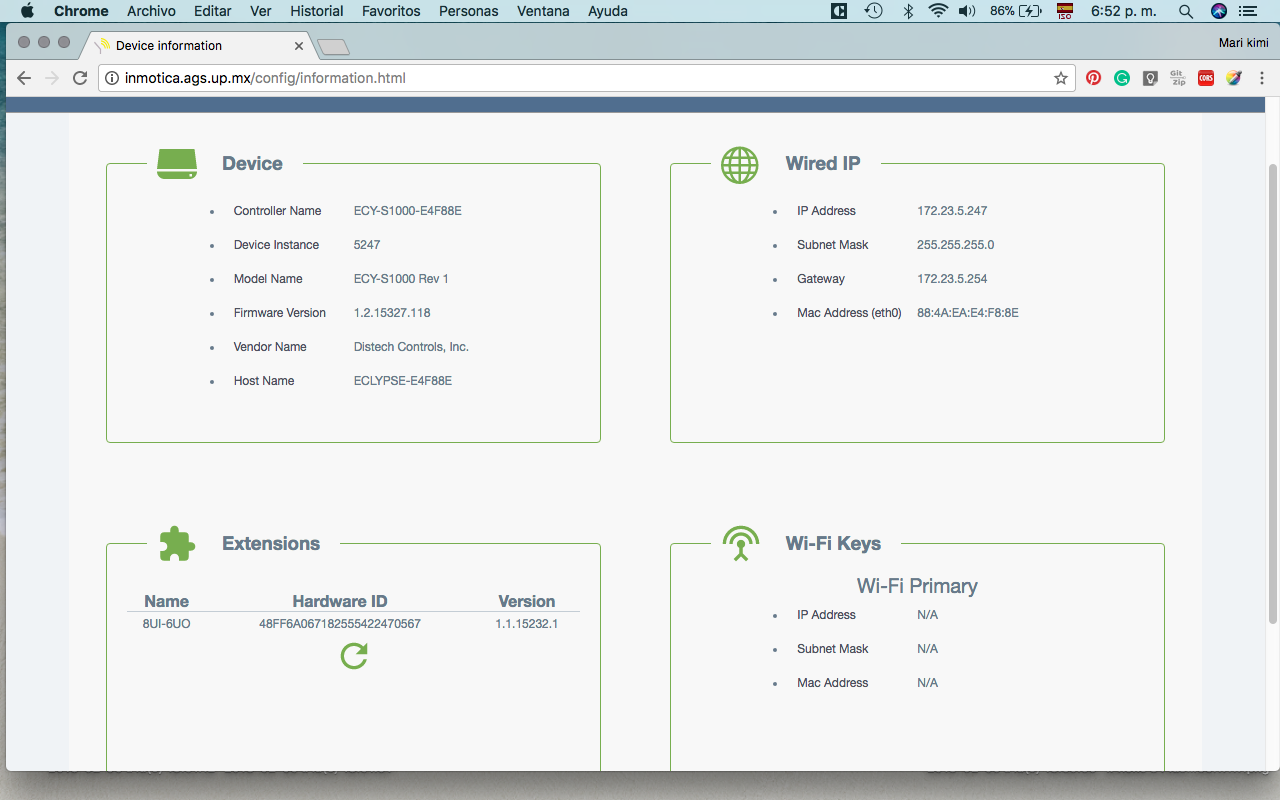 Chrome Archivo Editar Ver Historial Favoritos Personas Ventana Ayuda 86% ISO 6:52 p. m.
Device information Mari kimi
inmotica.ags.up.mx/config/information.html Git Zip CORS
Device
Controller Name ECY-S1000-E4F88E
Device Instance 5247
Model Name ECY-S1000 Rev 1
Firmware Version 1.2.15327.118
Vendor Name Distech Controls, Inc.
Host Name ECLYPSE-E4F88E
Wired IP
IP Address 172.23.5.247
Subnet Mask 255.255.255.0
Gateway 172.23.5.254
Mac Address (eth0) 88:4A:EA:E4:F8:8E
Extensions
Name Hardware ID Version
8UI-6UO 48FF6A067182555422470567 1.1.15232.1
Wi-Fi Keys
Wi-Fi Primary
IP Address N/A
Subnet Mask N/A
Mac Address N/A